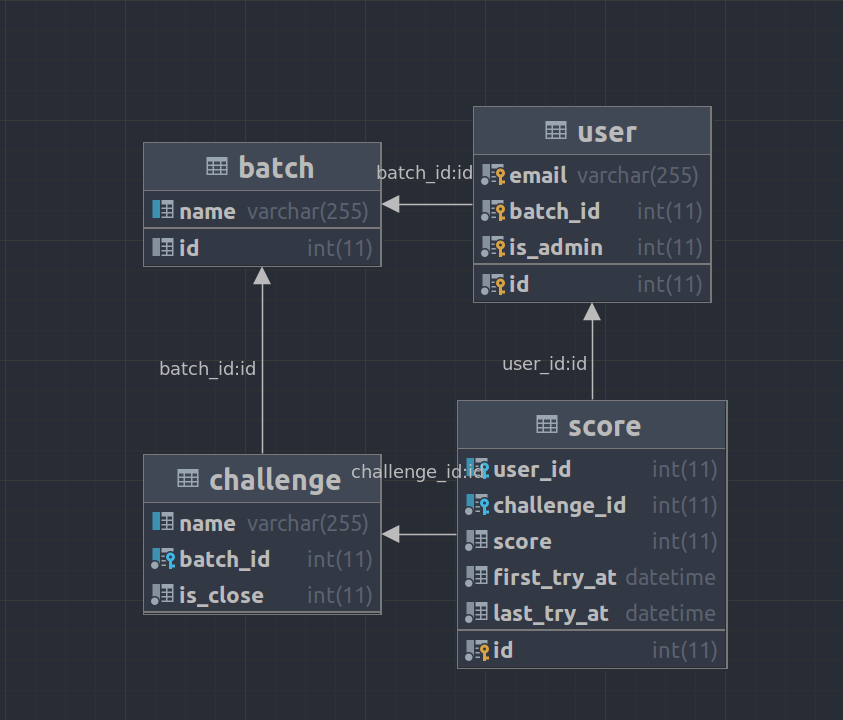 batch
name varchar(255)
id int(11)
batch_id:id
user
email varchar(255)
batch_id int(11)
is_admin int(11)
id int(11)
batch_id:id
user_id:id
challenge
name varchar(255)
batch_id int(11)
is_close int(11)
challenge_id:id
score
user_id int(11)
challenge_id int(11)
score int(11)
first_try_at datetime
last_try_at datetime
id int(11)